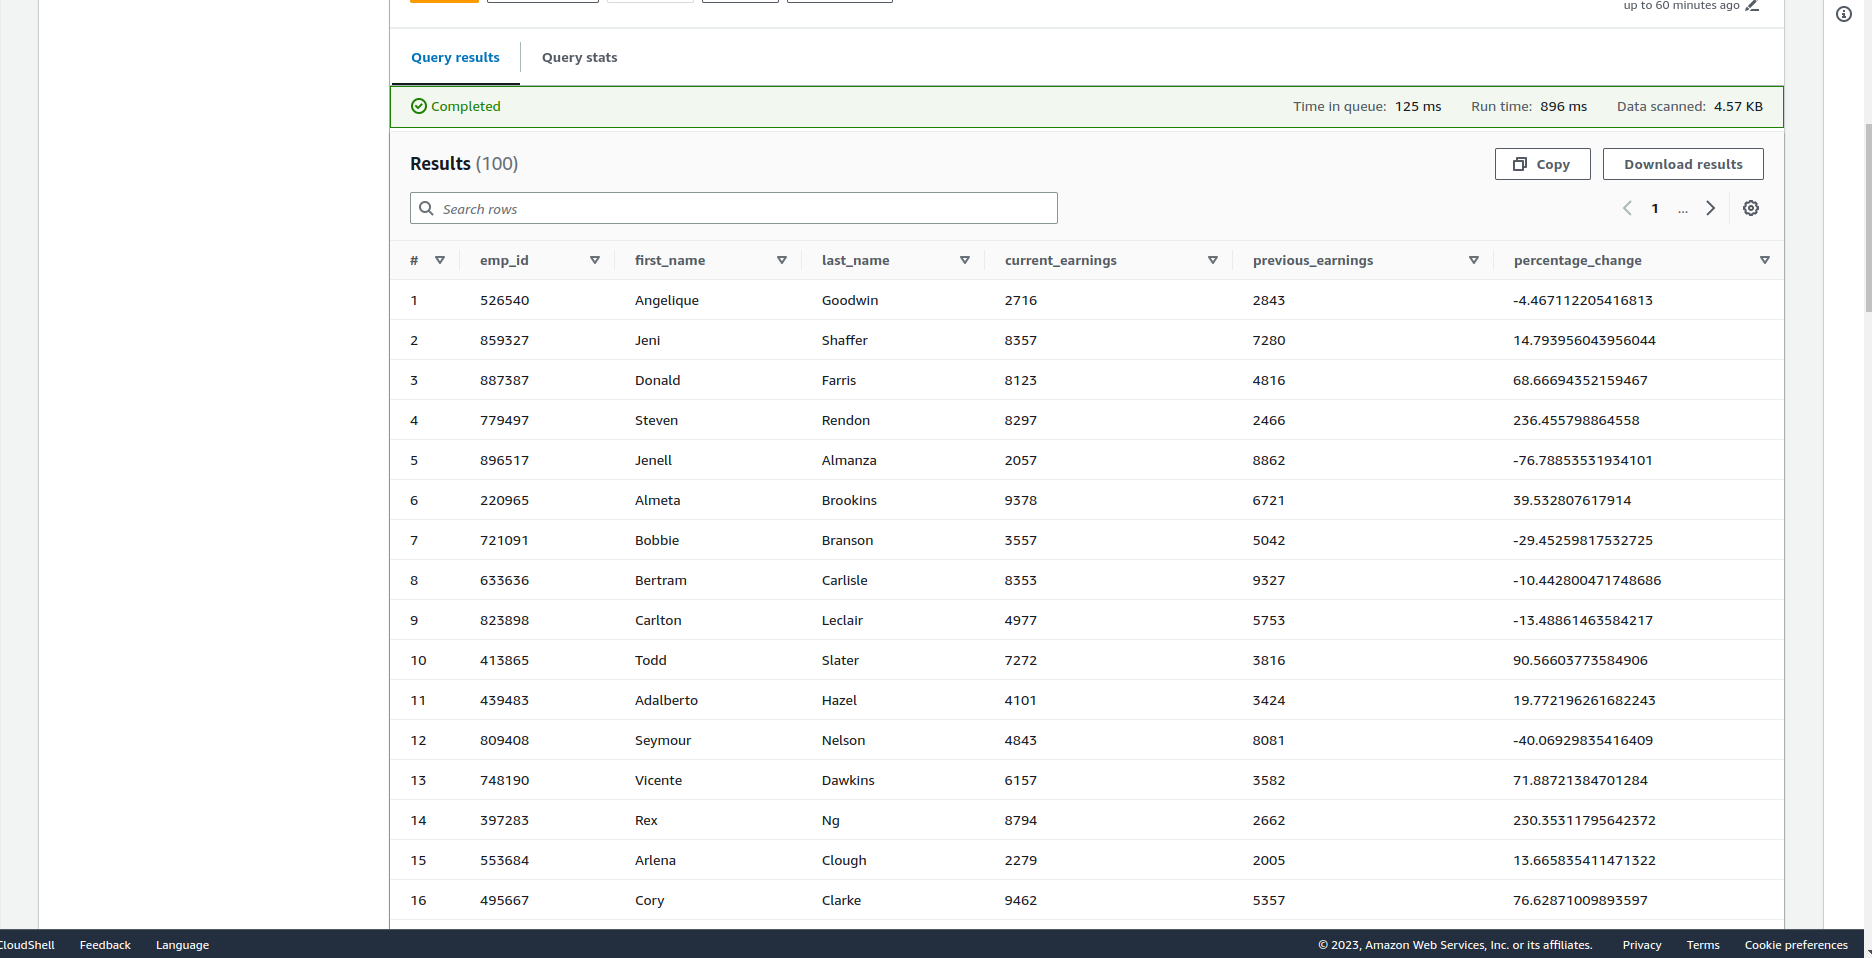 up to 60 minutes ago
Query results Query stats
Completed Time in queue: 125 ms Run time: 896 ms Data scanned: 4.57 KB
Results (100) Copy Download results
Search rows 1 ...
# emp_id first_name last_name current_earnings previous_earnings percentage_change
1 526540 Angelique Goodwin 2716 2843 -4.467112205416813
2 859327 Jeni Shaffer 8357 7280 14.793956043956044
3 887387 Donald Farris 8123 4816 68.66694352159467
4 779497 Steven Rendon 8297 2466 236.455798864558
5 896517 Jenell Almanza 2057 8862 -76.78853531934101
6 220965 Almeta Brookins 9378 6721 39.532807617914
7 721091 Bobbie Branson 3557 5042 -29.45259817532725
8 633636 Bertram Carlisle 8353 9327 -10.442800471748686
9 823898 Carlton Leclair 4977 5753 -13.48861463584217
10 413865 Todd Slater 7272 3816 90.56603773584906
11 439483 Adalberto Hazel 4101 3424 19.772196261682243
12 809408 Seymour Nelson 4843 8081 -40.06929835416409
13 748190 Vicente Dawkins 6157 3582 71.88721384701284
14 397283 Rex Ng 8794 2662 230.35311795642372
15 553684 Arlena Clough 2279 2005 13.665835411471322
16 495667 Cory Clarke 9462 5357 76.62871009893597
CloudShell Feedback Language © 2023, Amazon Web Services, Inc. or its affiliates. Privacy Terms Cookie preferences